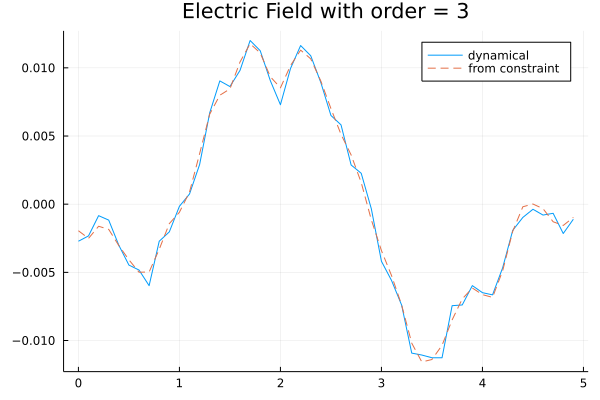 Electric Field with order = 3
dynamical
from constraint
0.010
0.005
0.000
−0.005
−0.010
0 1 2 3 4 5